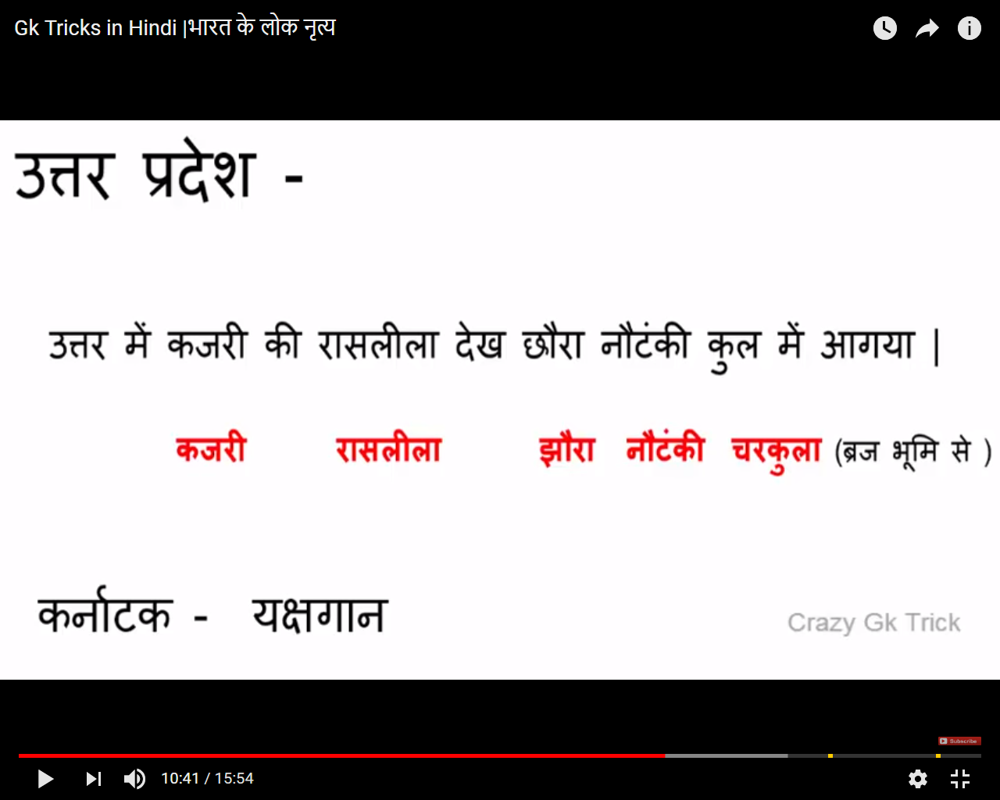 Gk Tricks in Hindi |भारत के लोक नृत्य
उत्तर प्रदेश -
उत्तर में कजरी की रासलीला देख छौरा नौटंकी कुल में आगया |
कजरी रासलीला झौरा नौटंकी चरकुला (ब्रज भूमि से )
कर्नाटक - यक्षगान
Crazy Gk Trick
Subscribe
10:41 / 15:54